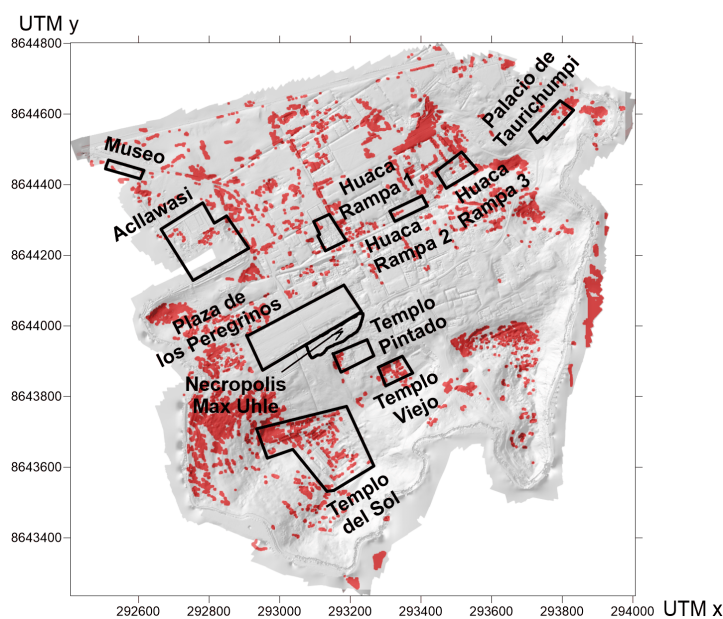 UTM y
8644800
8644600
8644400
8644200
8644000
8643800
8643600
8643400
Palacio de
Taurichumpi
Museo
Huaca
Rampa 1
Huaca
Rampa 3
Acllawasi
Huaca
Rampa 2
Plaza de
los Peregrinos
Templo
Pintado
Necropolis
Max Uhle
Templo
Viejo
Templo
del Sol
292600
292800
293000
293200
293400
293600
293800
294000
UTM x